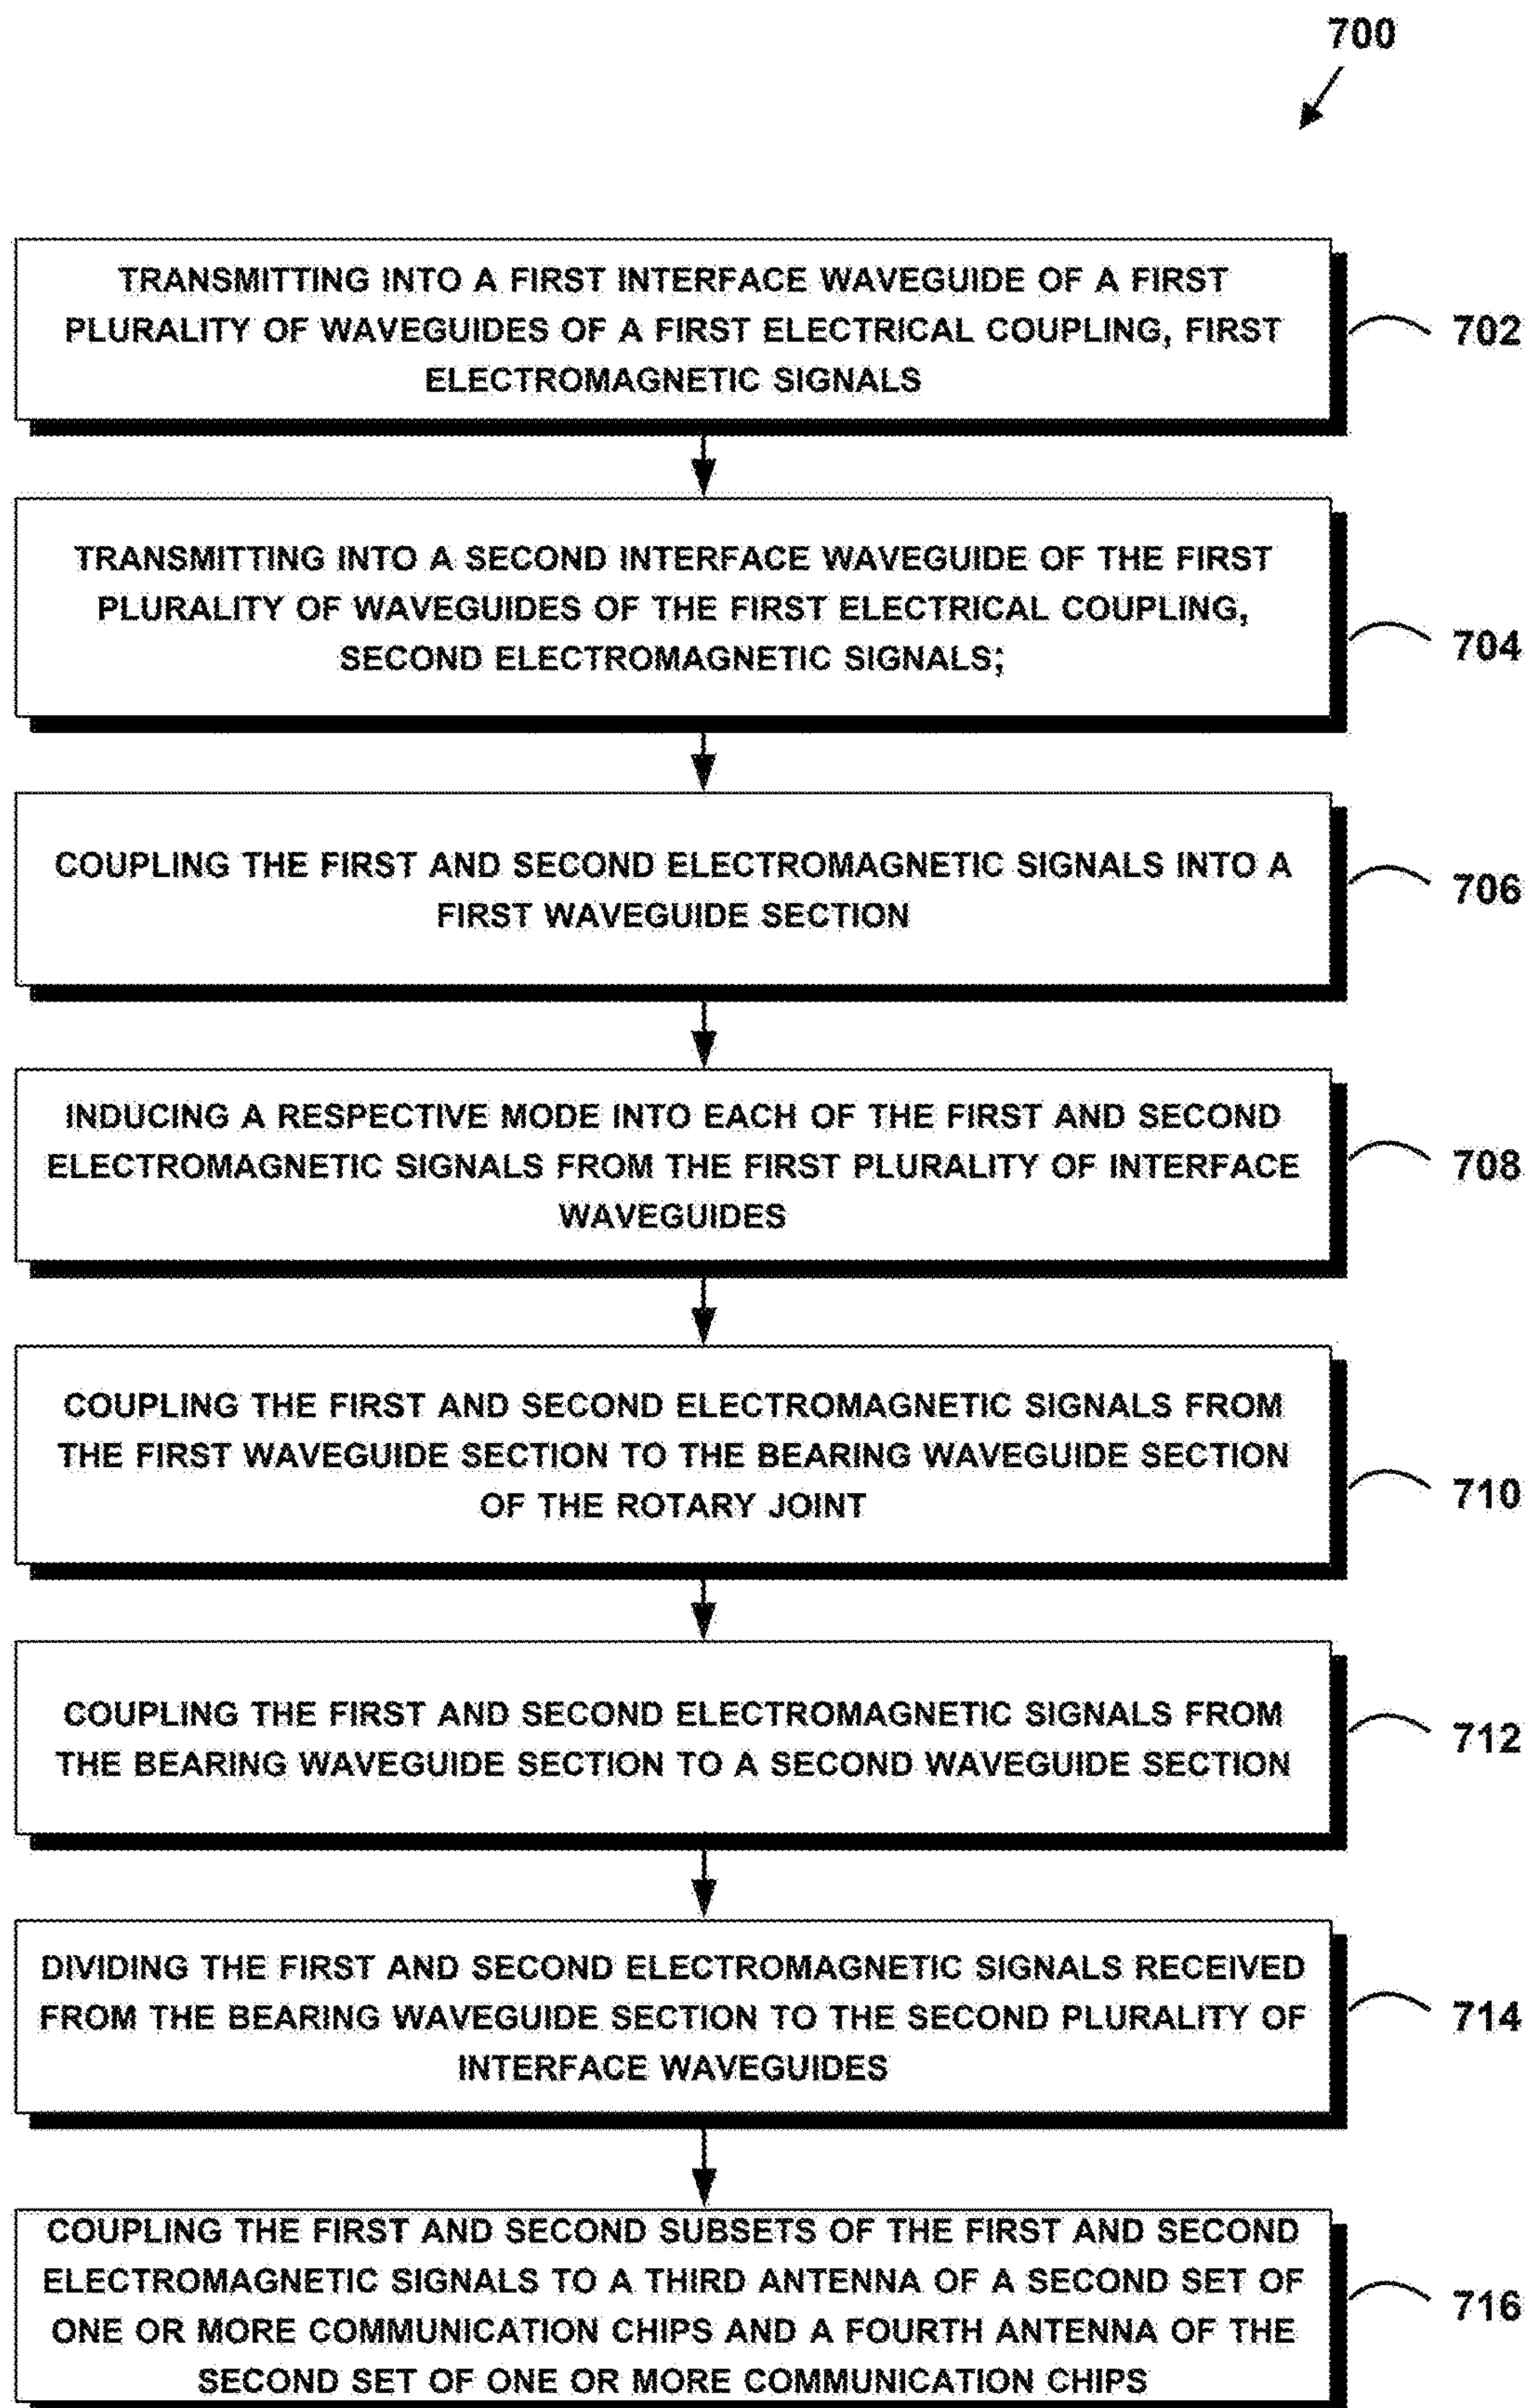 700
TRANSMITTING INTO A FIRST INTERFACE WAVEGUIDE OF A FIRST
PLURALITY OF WAVEGUIDES OF A FIRST ELECTRICAL COUPLING, FIRST
ELECTROMAGNETIC SIGNALS
702
TRANSMITTING INTO A SECOND INTERFACE WAVEGUIDE OF THE FIRST
PLURALITY OF WAVEGUIDES OF THE FIRST ELECTRICAL COUPLING,
SECOND ELECTROMAGNETIC SIGNALS;
704
COUPLING THE FIRST AND SECOND ELECTROMAGNETIC SIGNALS INTO A
FIRST WAVEGUIDE SECTION
706
INDUCING A RESPECTIVE MODE INTO EACH OF THE FIRST AND SECOND
ELECTROMAGNETIC SIGNALS FROM THE FIRST PLURALITY OF INTERFACE
WAVEGUIDES
708
COUPLING THE FIRST AND SECOND ELECTROMAGNETIC SIGNALS FROM
THE FIRST WAVEGUIDE SECTION TO THE BEARING WAVEGUIDE SECTION
OF THE ROTARY JOINT
710
COUPLING THE FIRST AND SECOND ELECTROMAGNETIC SIGNALS FROM
THE BEARING WAVEGUIDE SECTION TO A SECOND WAVEGUIDE SECTION
712
DIVIDING THE FIRST AND SECOND ELECTROMAGNETIC SIGNALS RECEIVED
FROM THE BEARING WAVEGUIDE SECTION TO THE SECOND PLURALITY OF
INTERFACE WAVEGUIDES
714
COUPLING THE FIRST AND SECOND SUBSETS OF THE FIRST AND SECOND
ELECTROMAGNETIC SIGNALS TO A THIRD ANTENNA OF A SECOND SET OF
ONE OR MORE COMMUNICATION CHIPS AND A FOURTH ANTENNA OF THE
SECOND SET OF ONE OR MORE COMMUNICATION CHIPS
716